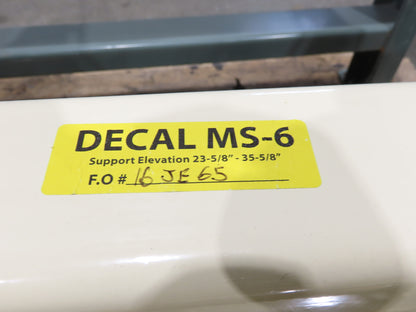 DECAL MS-6
Support Elevation 23-5/8" - 35-5/8"
F.O # 16 JE 65